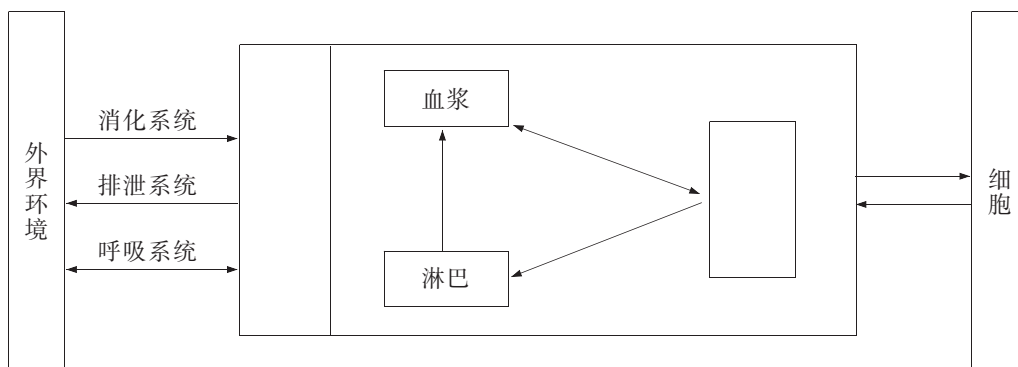 外界环境
消化系统
排泄系统
呼吸系统
血浆
淋巴
细胞